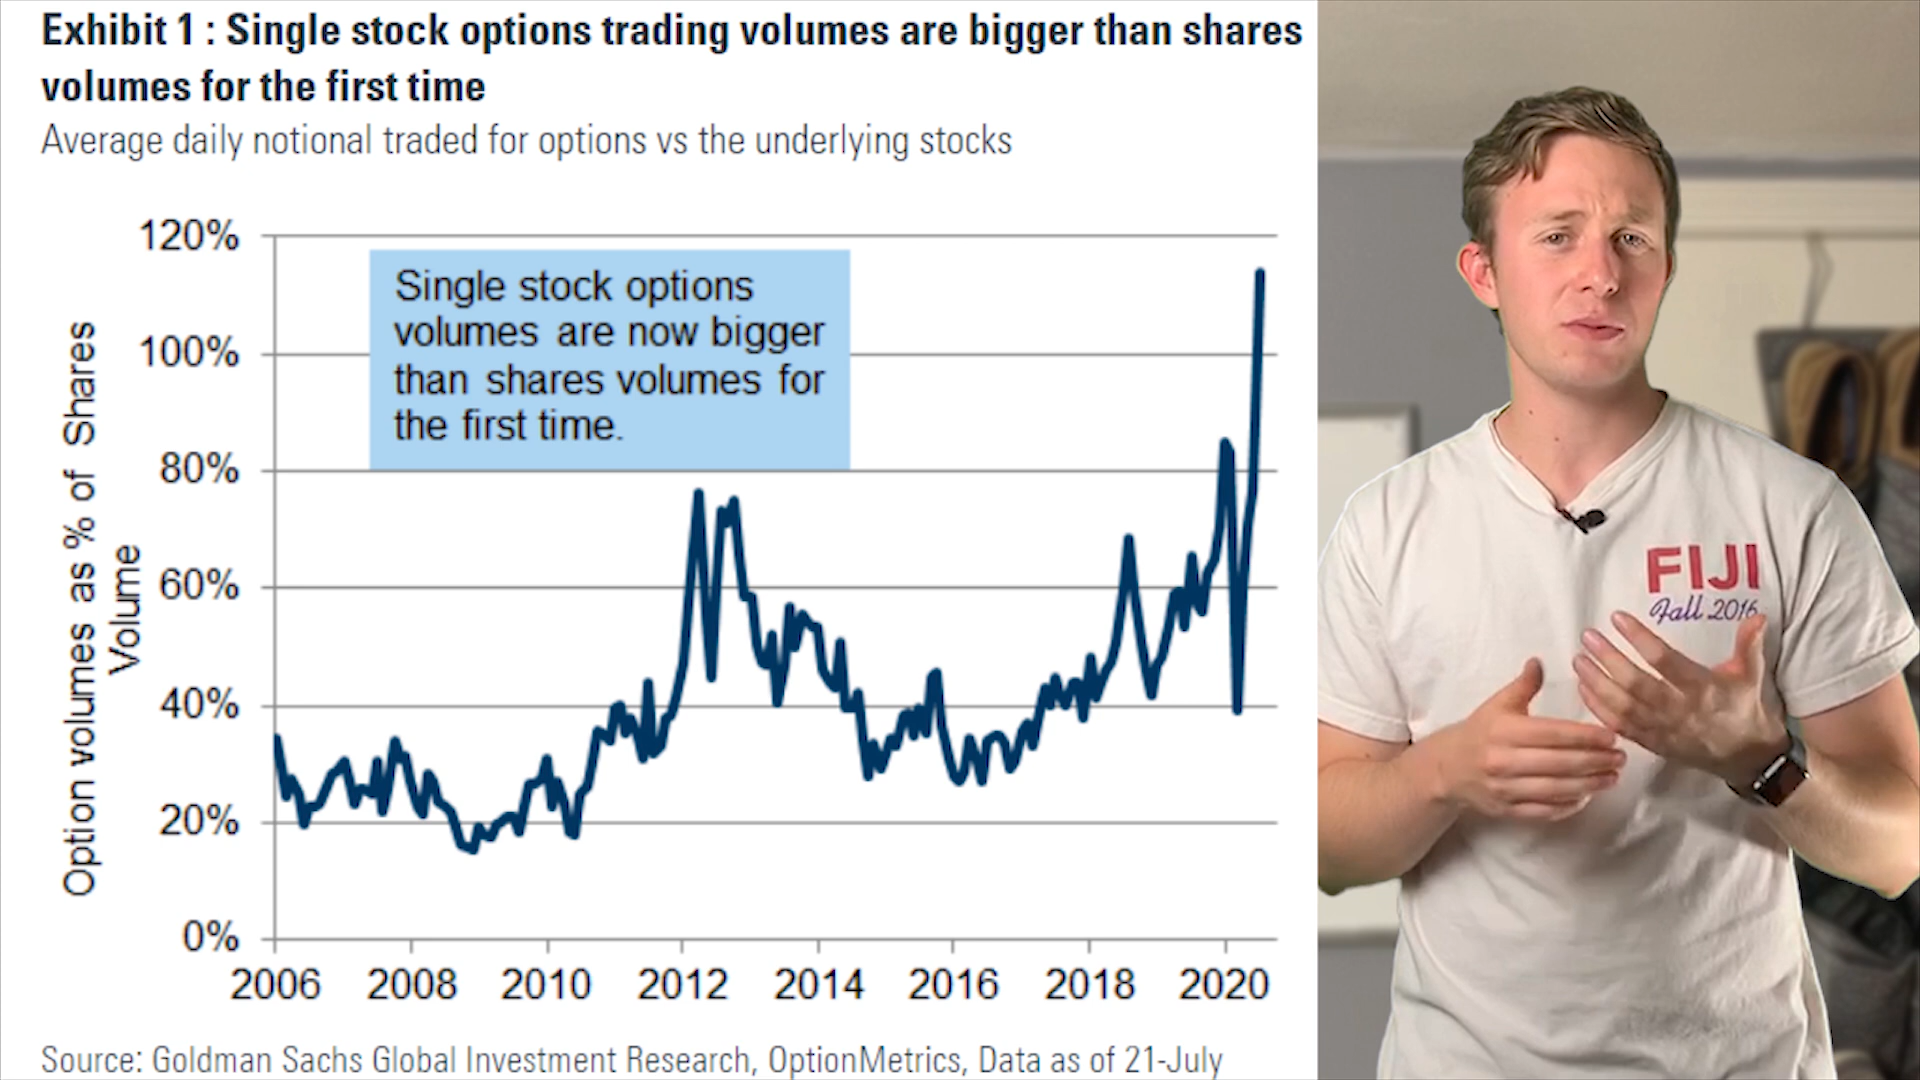 Exhibit 1 : Single stock options trading volumes are bigger than shares
volumes for the first time
Average daily notional traded for options vs the underlying stocks
120%
100%
80%
60%
40%
20%
0%
Option volumes as % of Shares
Volume
Single stock options
volumes are now bigger
than shares volumes for
the first time.
2006 2008 2010 2012 2014 2016 2018 2020
Source: Goldman Sachs Global Investment Research, OptionMetrics, Data as of 21-July
FIJI
Fall 2016